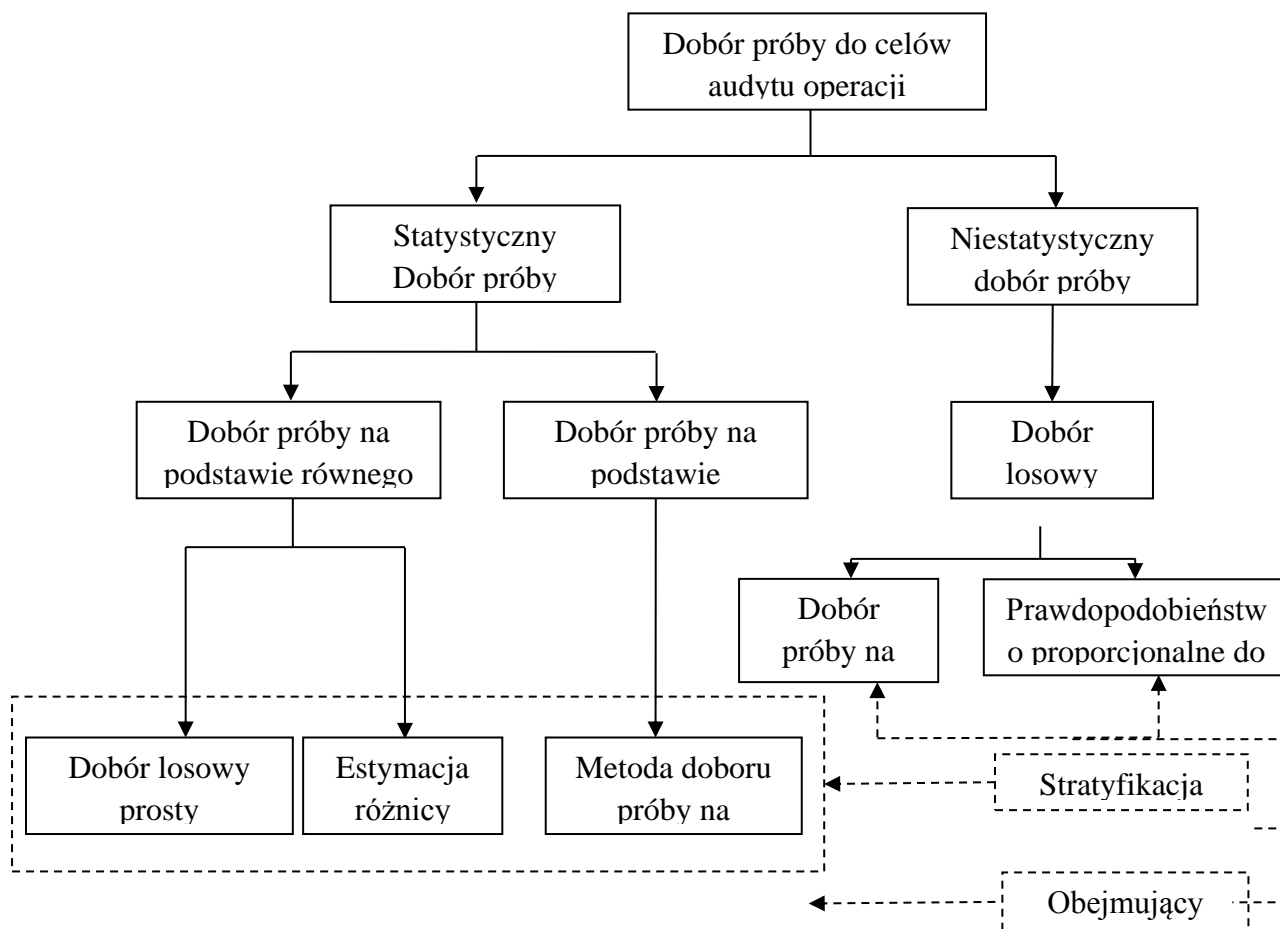 Dobór próby do celów
audytu operacji
Statystyczny
Dobór próby
Niestatystyczny
dobór próby
Dobór próby na
podstawie równego
Dobór próby na
podstawie
Dobór
losowy
Dobór
próby na
Prawdopodobieństw
o proporcjonalne do
Dobór losowy
prosty
Estymacja
różnicy
Metoda doboru
próby na
Stratyfikacja
Obejmujący